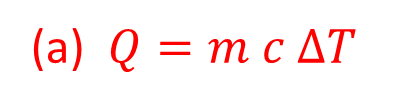 (a) Q = m c ΔT